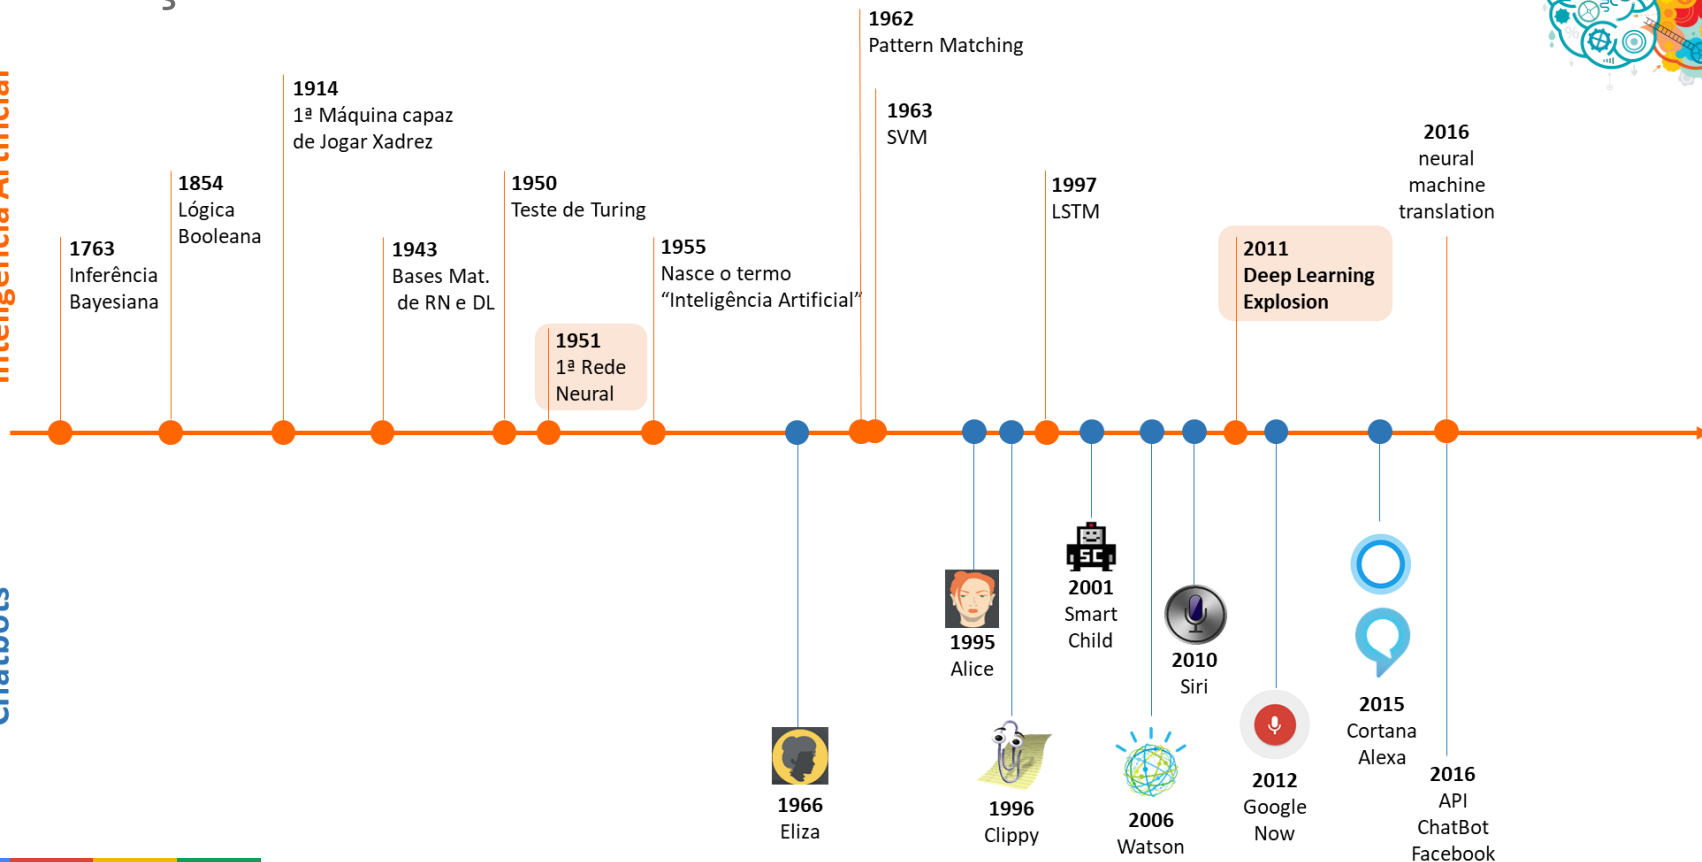 Inteligência Artificial
1763
Inferência
Bayesiana
1854
Lógica
Booleana
1914
1ª Máquina capaz
de Jogar Xadrez
1943
Bases Mat.
de RN e DL
1950
Teste de Turing
1951
1ª Rede
Neural
1955
Nasce o termo
“Inteligência Artificial”
1962
Pattern Matching
1963
SVM
1997
LSTM
2011
Deep Learning
Explosion
2016
neural
machine
translation
Chatbots
1966
Eliza
1995
Alice
1996
Clippy
SC
2001
Smart
Child
2006
Watson
2010
Siri
2012
Google
Now
2015
Cortana
Alexa
2016
API
ChatBot
Facebook